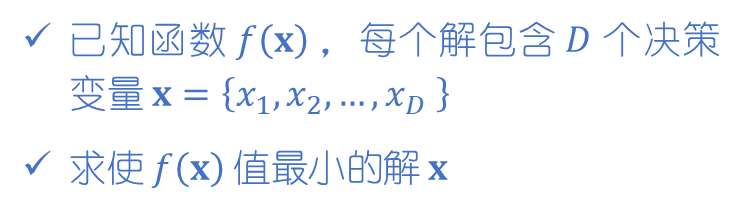 ✓ 已知函数 f(x)，每个解包含 D 个决策
变量 x = {x₁, x₂, …, x_D }
✓ 求使 f(x) 值最小的解 x